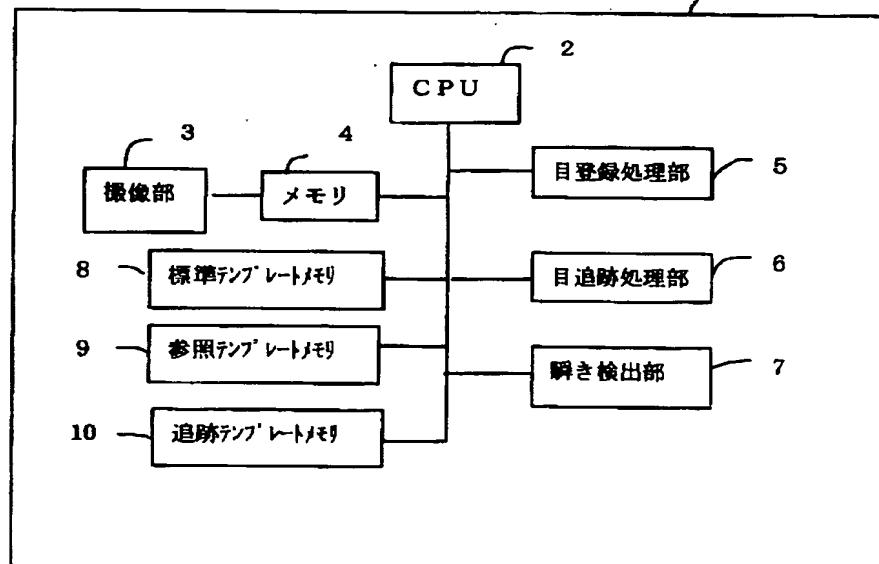 2
CPU
3
4
撮像部
メモリ
目登録処理部
5
8
標準テンプレートメモリ
目追跡処理部
6
9
参照テンプレートメモリ
瞬き検出部
7
10
追跡テンプレートメモリ